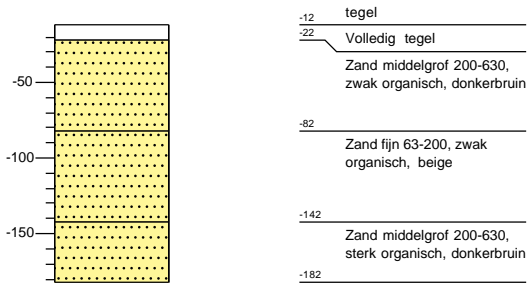 -12 tegel
-22 Volledig tegel
Zand middelgrof 200-630,
zwak organisch, donkerbruin
-50
-82
Zand fijn 63-200, zwak
organisch, beige
-100
-142
-150
Zand middelgrof 200-630,
sterk organisch, donkerbruin
-182